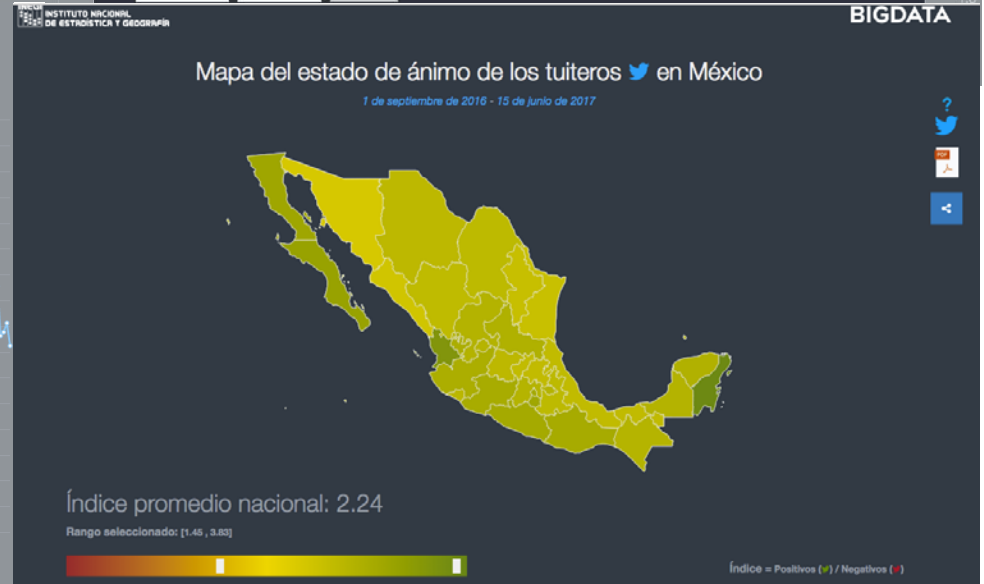 INEGI
INSTITUTO NACIONAL
DE ESTADÍSTICA Y GEOGRAFÍA
BIGDATA
Mapa del estado de ánimo de los tuiteros en México
1 de septiembre de 2016 - 15 de junio de 2017
?
PDF
Índice promedio nacional: 2.24
Rango seleccionado: [1.45 , 3.83]
Índice = Positivos ( ) / Negativos ( )